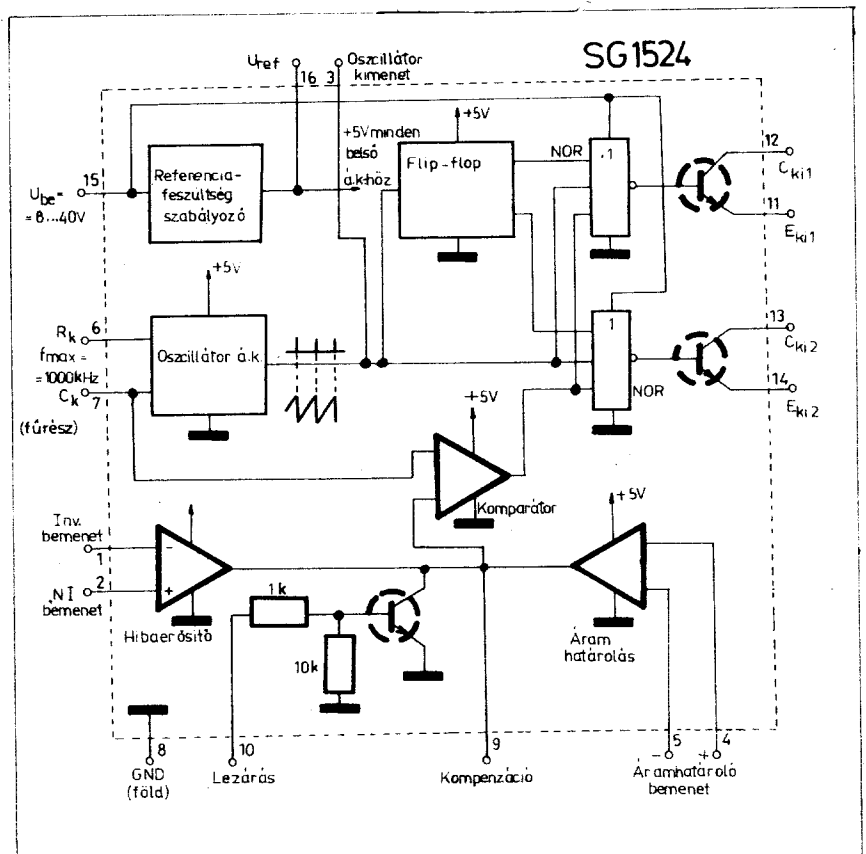 SG1524
Uref
16
3
Oszcillátor
kimenet
+5V minden
belső
á.k.-höz
+5V
Flip-flop
NOR
1
12
Cki1
11
Eki1
15
Ube=
=8...40V
Referencia-
feszültség
szabályozó
+5V
Rk
6
fmax=
=1000kHz
Ck
7
(fűrész)
Oszcillátor á.k.
1
NOR
13
Cki2
14
Eki2
+5V
Komparátor
+5V
Inv.
bemenet
1
-
2
+
NI
bemenet
Hibaerősítő
1k
10k
Áram
határolás
8
GND
(föld)
10
Lezárás
9
Kompenzáció
5
4
-
+
Áramhatároló
bemenet